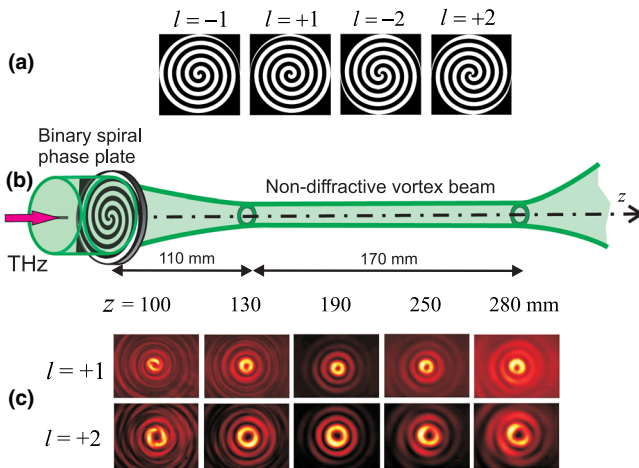 l = −1 l = +1 l = −2 l = +2
(a)
Binary spiral
phase plate
(b)
Non-diffractive vortex beam
z
THz
110 mm 170 mm
z = 100 130 190 250 280 mm
l = +1
(c)
l = +2